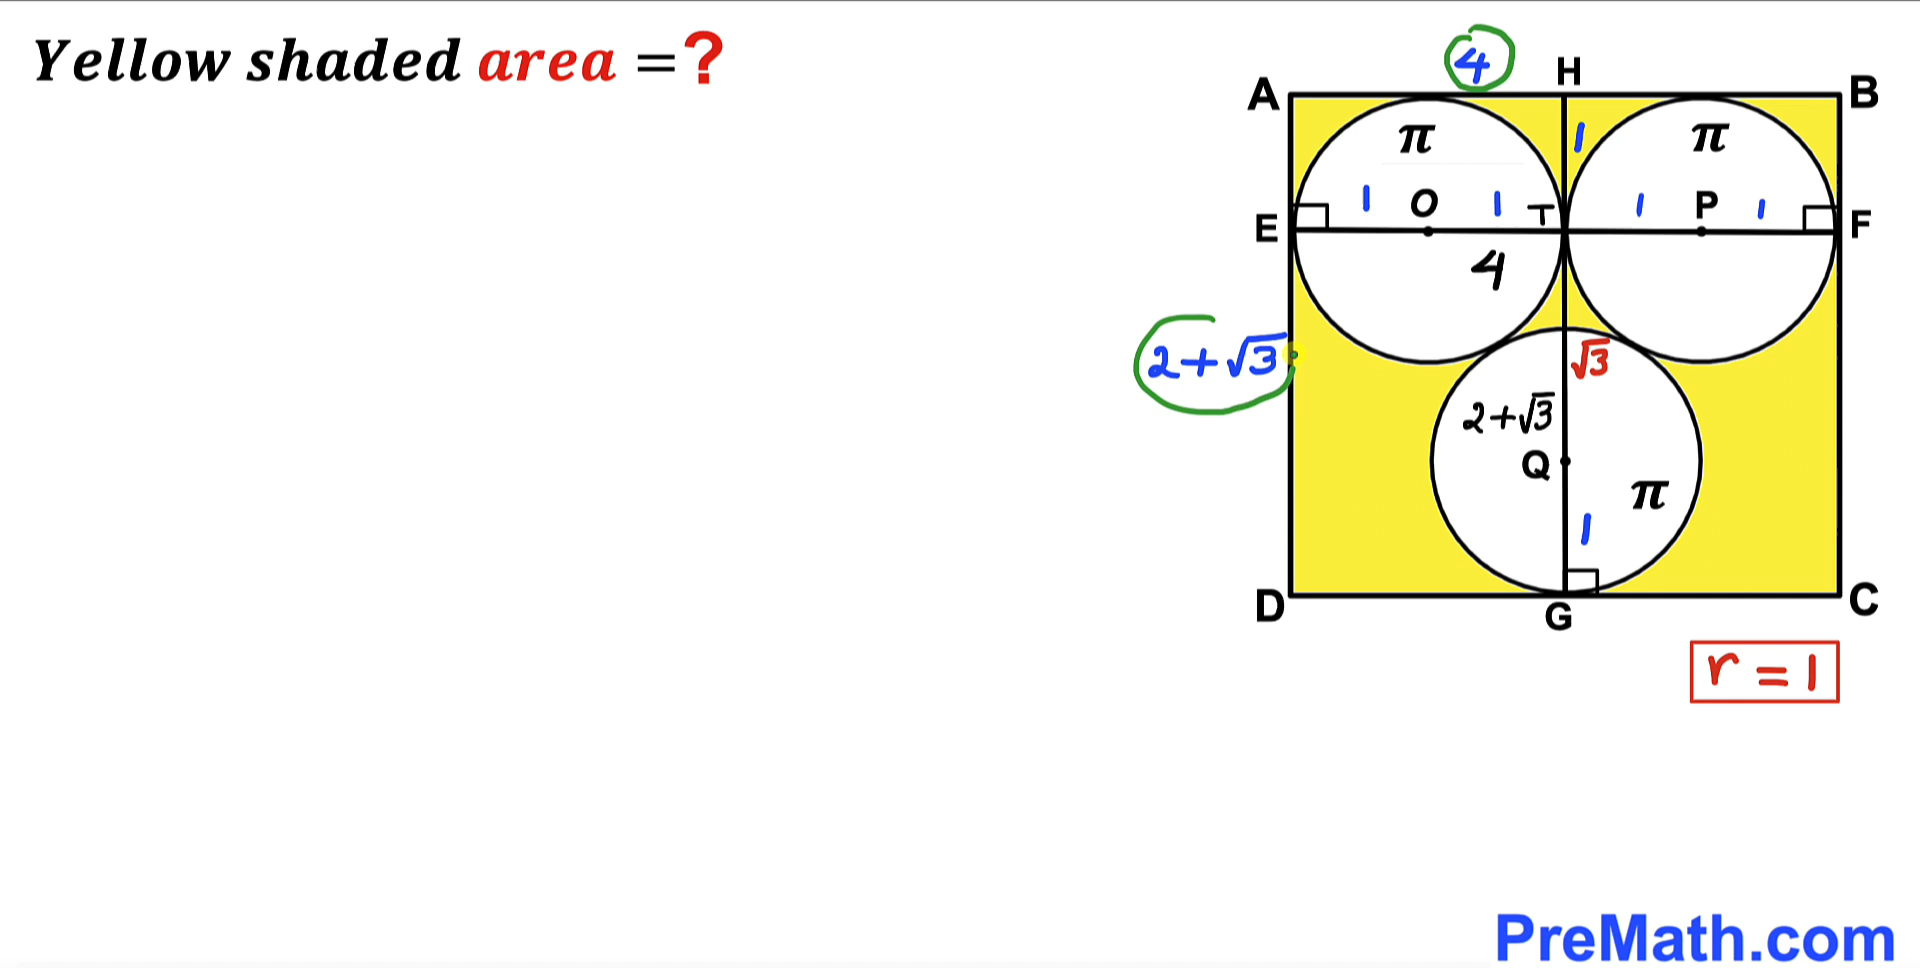 Yellow shaded area = ?
4
A H B
π π
1
E 1 O 1 T 1 P 1 F
4
2+√3 √3
2+√3
Q
π
1
D G C
r = 1
PreMath.com